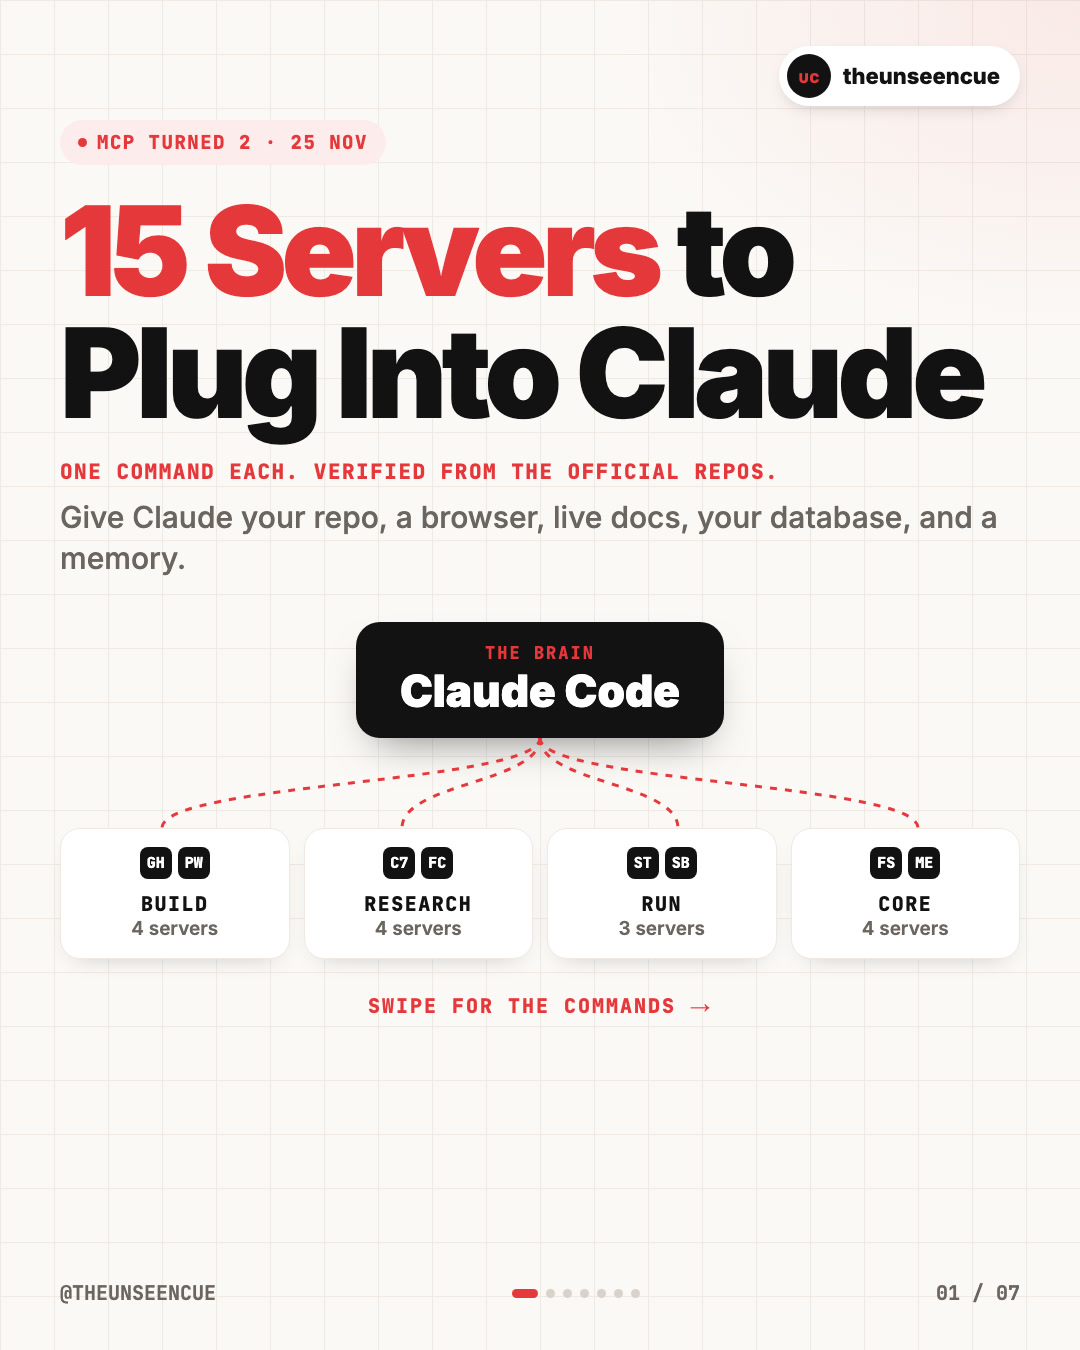 uc theunseencue
MCP TURNED 2 · 25 NOV
15 Servers to
Plug Into Claude
ONE COMMAND EACH. VERIFIED FROM THE OFFICIAL REPOS.
Give Claude your repo, a browser, live docs, your database, and a
memory.
THE BRAIN
Claude Code
GH PW
BUILD
4 servers
C7 FC
RESEARCH
4 servers
ST SB
RUN
3 servers
FS ME
CORE
4 servers
SWIPE FOR THE COMMANDS →
@THEUNSEENCUE
01 / 07